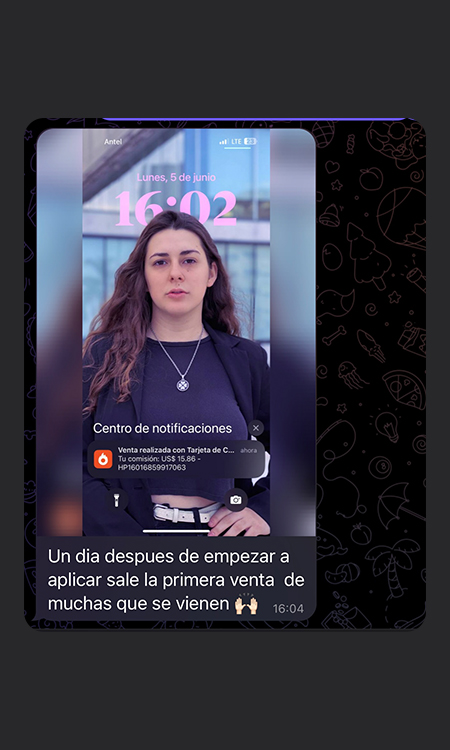 Antel LTE
Lunes, 5 de junio
16:02
Centro de notificaciones
Venta realizada con Tarjeta de C... ahora
Tu comisión: US$ 15.86 -
HP16016859917063
Un dia despues de empezar a
aplicar sale la primera venta de
muchas que se vienen 🙌🏻 16:04